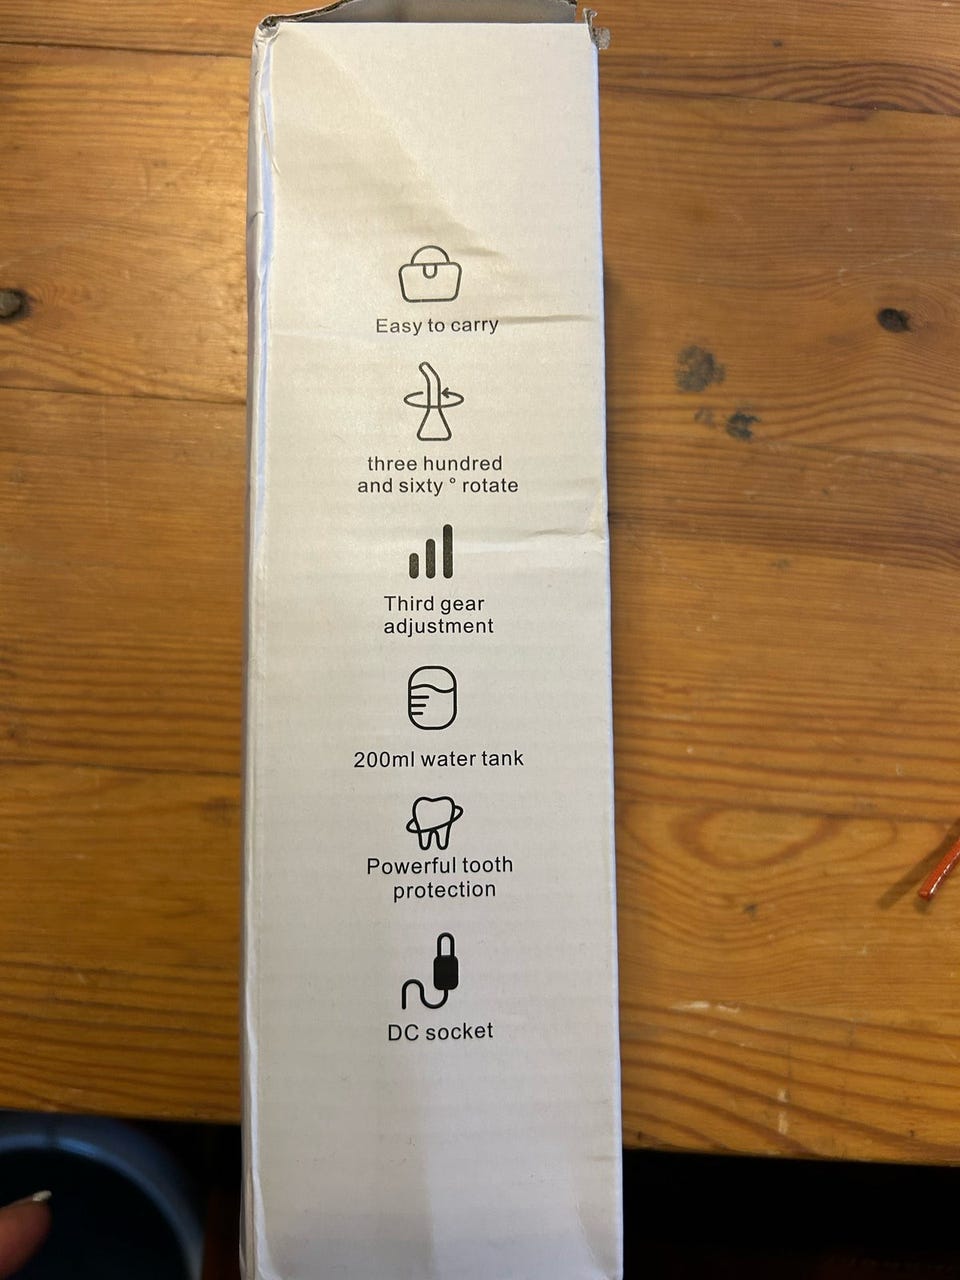 Easy to carry
three hundred
and sixty ° rotate
Third gear
adjustment
200ml water tank
Powerful tooth
protection
DC socket